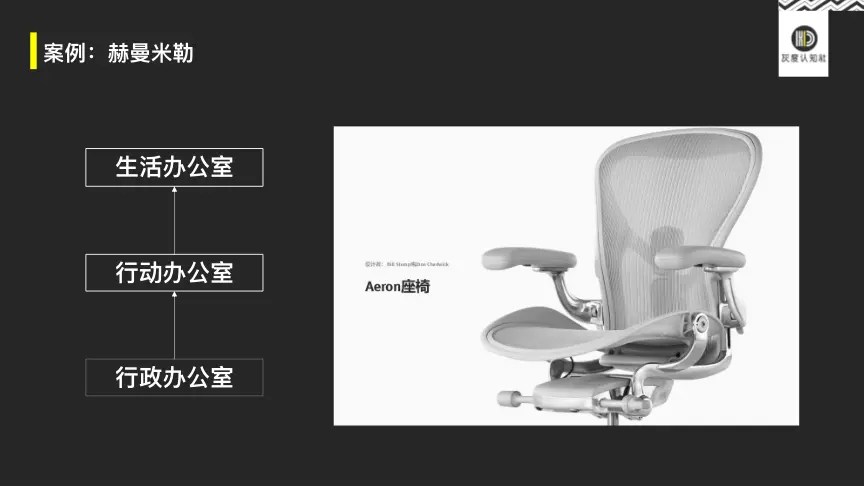 案例：赫曼米勒
灰度认知社
生活办公室
行动办公室
行政办公室
设计师：Bill Stump和Don Chadwick
Aeron座椅